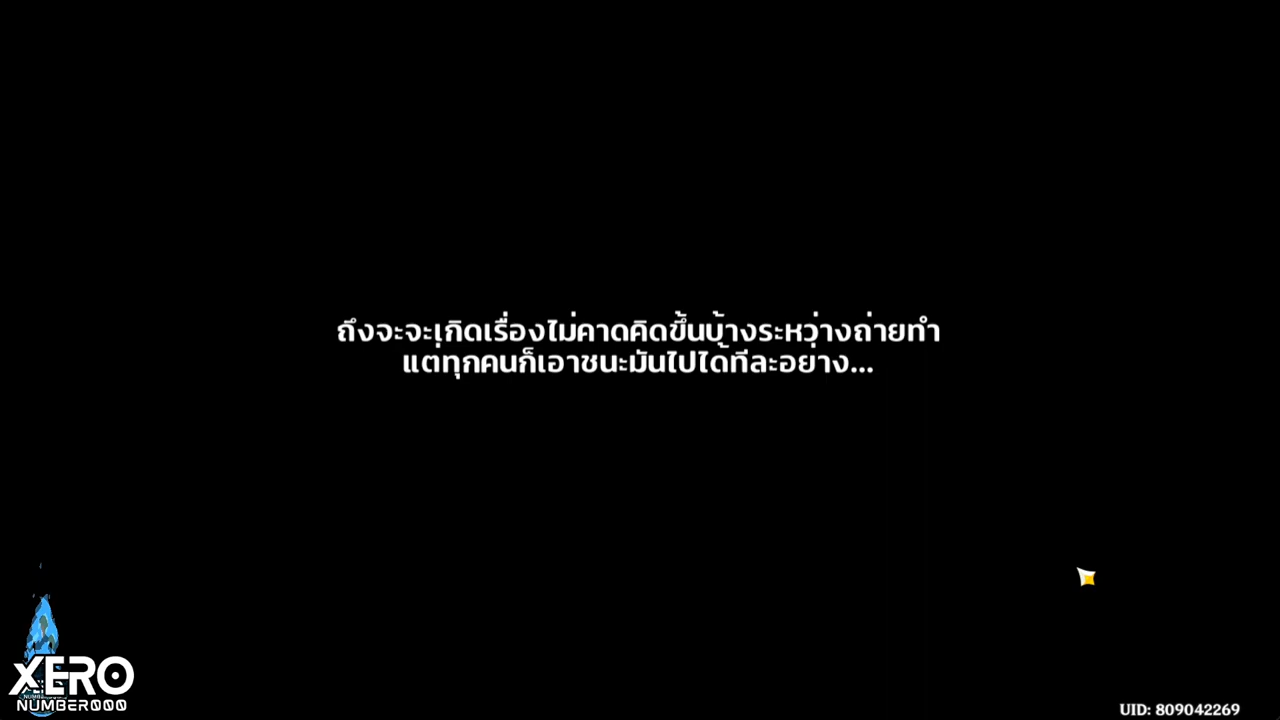 ถึงจะจะเกิดเรื่องไม่คาดคิดขึ้นบ้างระหว่างถ่ายทำ
แต่ทุกคนก็เอาชนะมันไปได้ทีละอย่าง...
XERO
NUMBER000
UID: 809042269